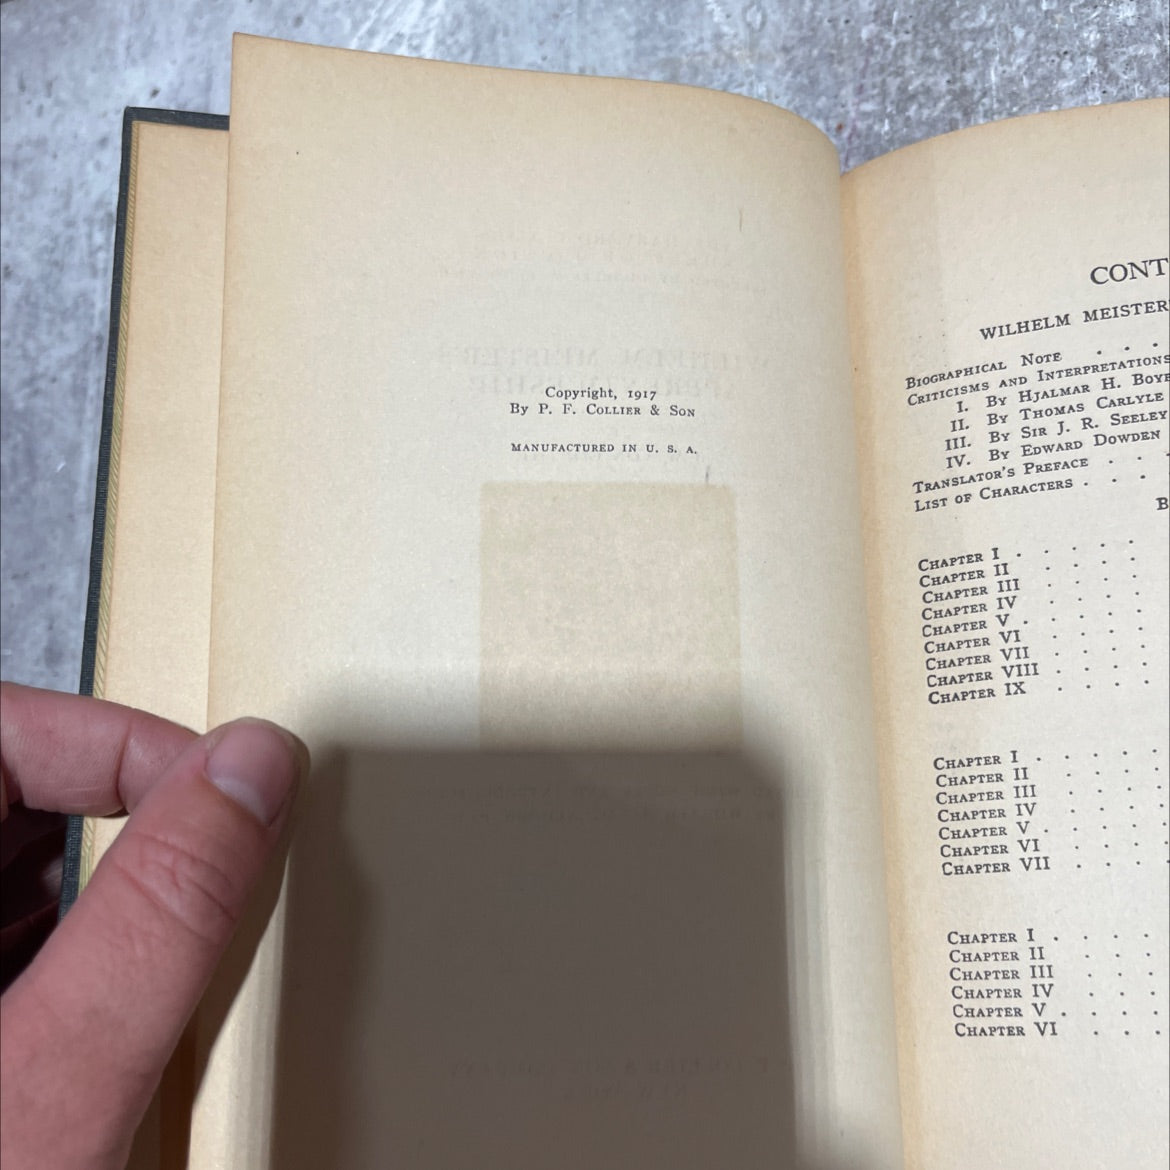 Copyright, 1917
By P. F. Collier & Son
MANUFACTURED IN U. S. A.
CONT
WILHELM MEISTER
Biographical Note . . .
Criticisms and Interpretations
I. By Hjalmar H. Boye
II. By Thomas Carlyle
III. By Sir J. R. Seeley
IV. By Edward Dowden
Translator's Preface . . .
List of Characters . . .
B
Chapter I . . . . .
Chapter II . . . .
Chapter III . . . .
Chapter IV . . . .
Chapter V . . . . .
Chapter VI . . . .
Chapter VII . . . .
Chapter VIII . . . .
Chapter IX . . . .
Chapter I . . . . .
Chapter II . . . .
Chapter III . . . .
Chapter IV . . . .
Chapter V . . . . .
Chapter VI . . . .
Chapter VII . . . .
Chapter I . . . .
Chapter II . . .
Chapter III . . .
Chapter IV . . .
Chapter V . . . .
Chapter VI . . .